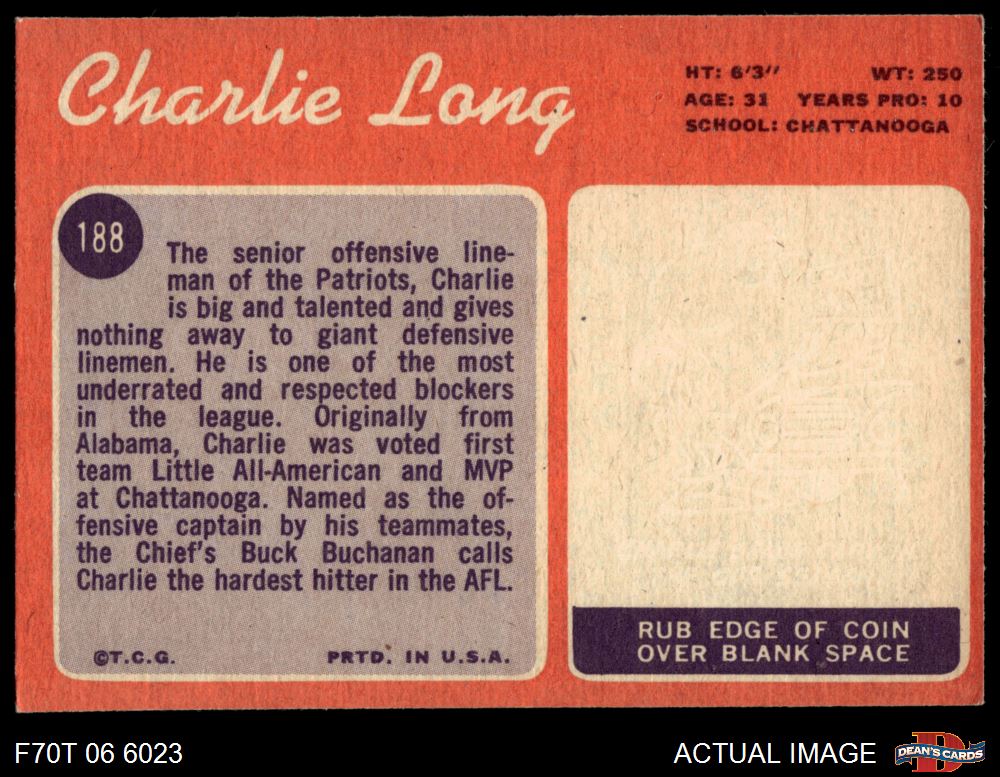 Charlie Long
HT: 6'3" WT: 250
AGE: 31 YEARS PRO: 10
SCHOOL: CHATTANOOGA
188
The senior offensive line-
man of the Patriots, Charlie
is big and talented and gives
nothing away to giant defensive
linemen. He is one of the most
underrated and respected blockers
in the league. Originally from
Alabama, Charlie was voted first
team Little All-American and MVP
at Chattanooga. Named as the of-
fensive captain by his teammates,
the Chief's Buck Buchanan calls
Charlie the hardest hitter in the AFL.
©T.C.G. PRTD. IN U.S.A.
RUB EDGE OF COIN
OVER BLANK SPACE
F70T 06 6023 ACTUAL IMAGE
DEAN'S CARDS